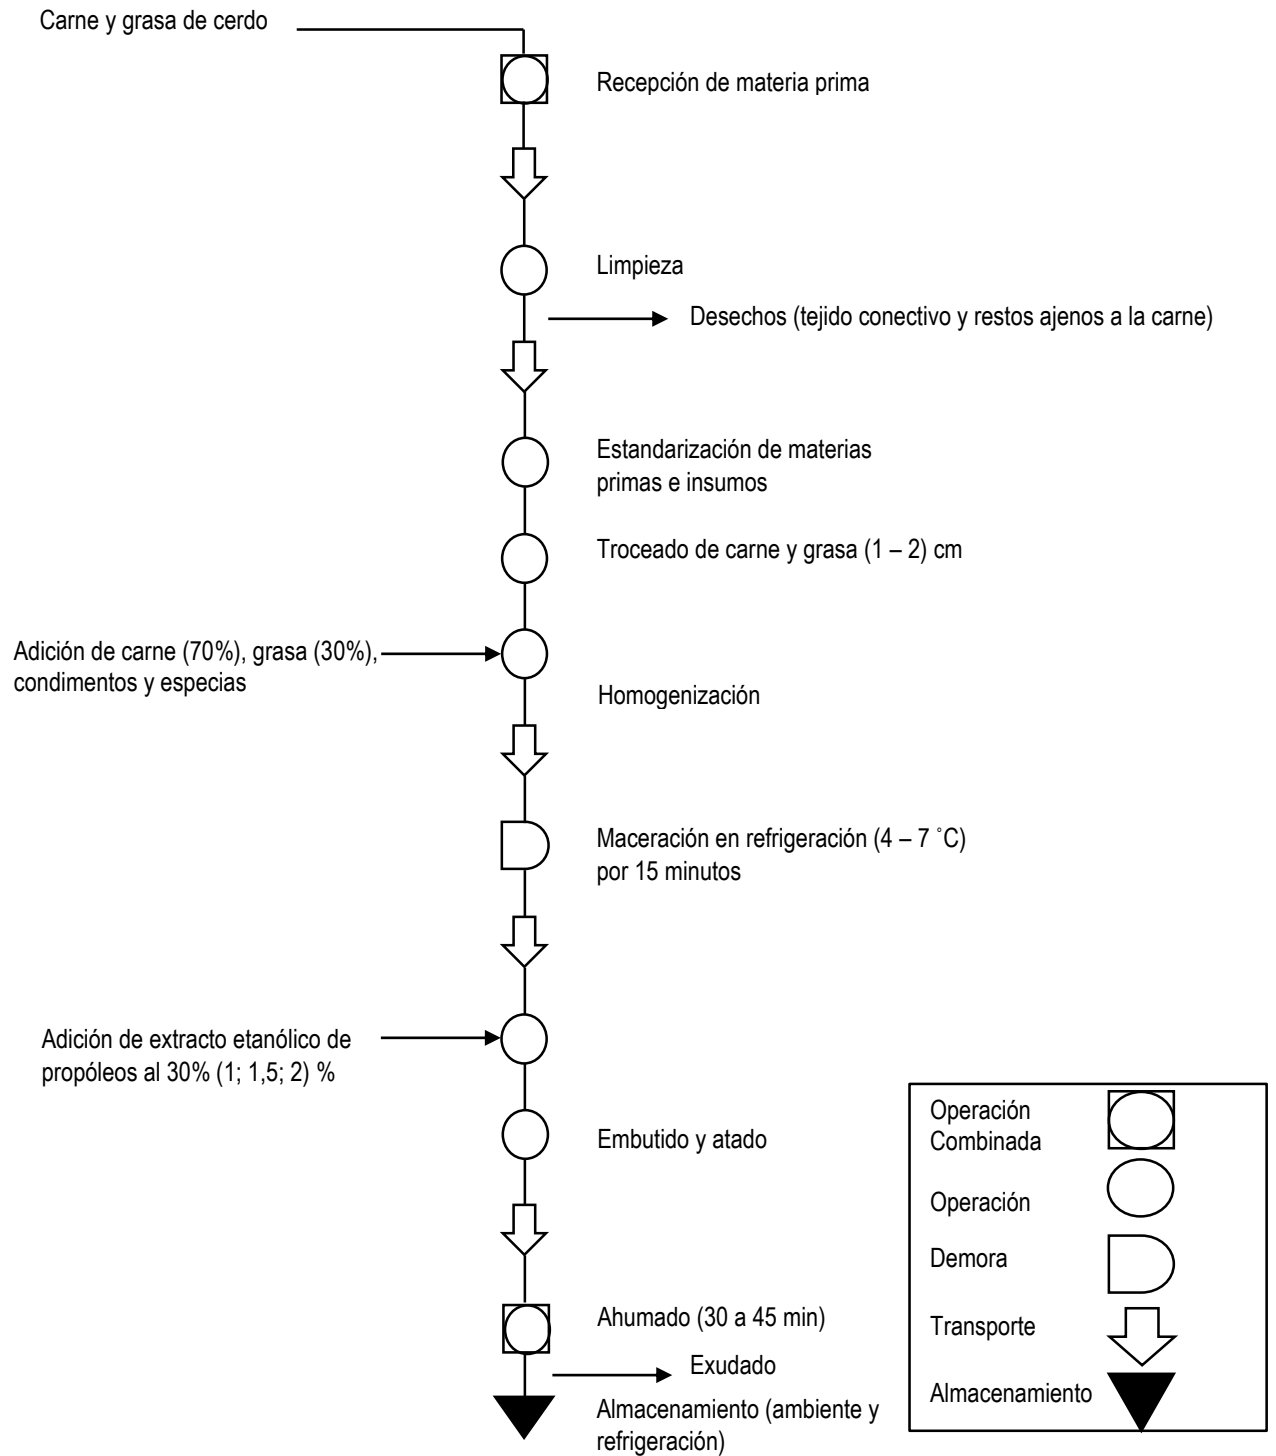 Carne y grasa de cerdo
Recepción de materia prima
Limpieza
Desechos (tejido conectivo y restos ajenos a la carne)
Estandarización de materias
primas e insumos
Troceado de carne y grasa (1 – 2) cm
Adición de carne (70%), grasa (30%),
condimentos y especias
Homogenización
Maceración en refrigeración (4 – 7 ˚C)
por 15 minutos
Adición de extracto etanólico de
propóleos al 30% (1; 1,5; 2) %
Embutido y atado
Ahumado (30 a 45 min)
Exudado
Almacenamiento (ambiente y
refrigeración)
Operación
Combinada
Operación
Demora
Transporte
Almacenamiento